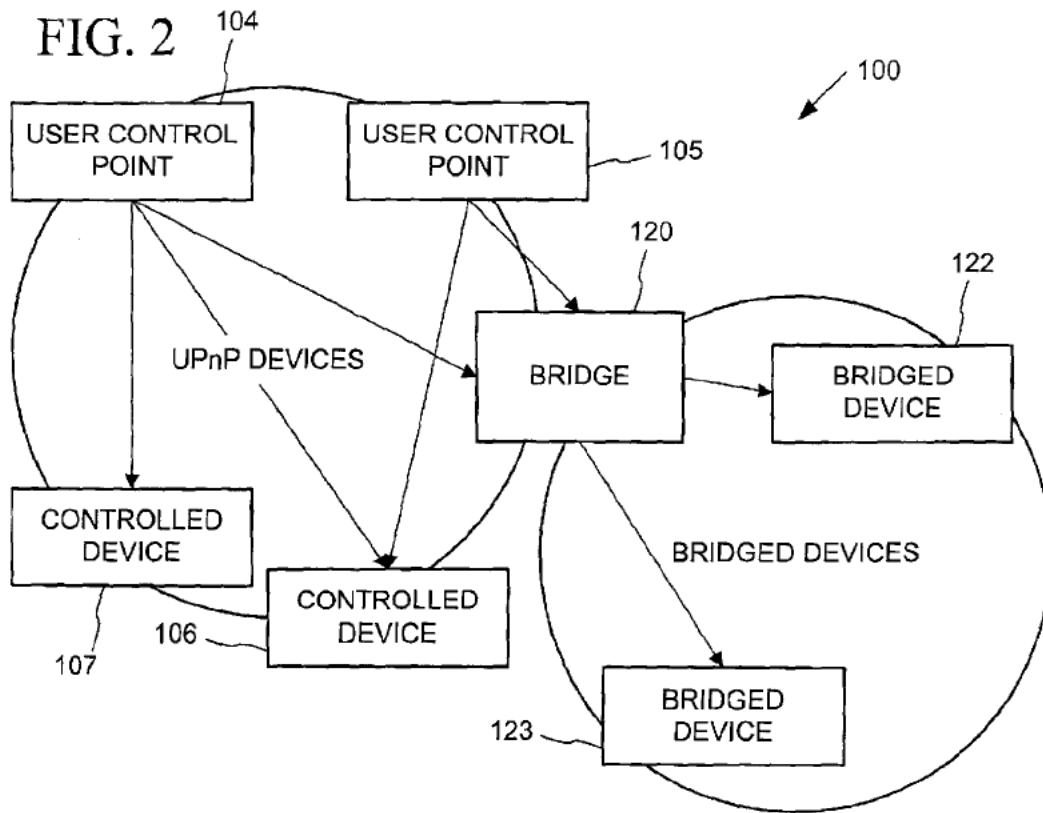 FIG. 2
104
100
USER CONTROL
POINT
USER CONTROL
POINT
105
120
122
UPnP DEVICES
BRIDGE
BRIDGED
DEVICE
CONTROLLED
DEVICE
BRIDGED DEVICES
CONTROLLED
DEVICE
106
107
BRIDGED
DEVICE
123